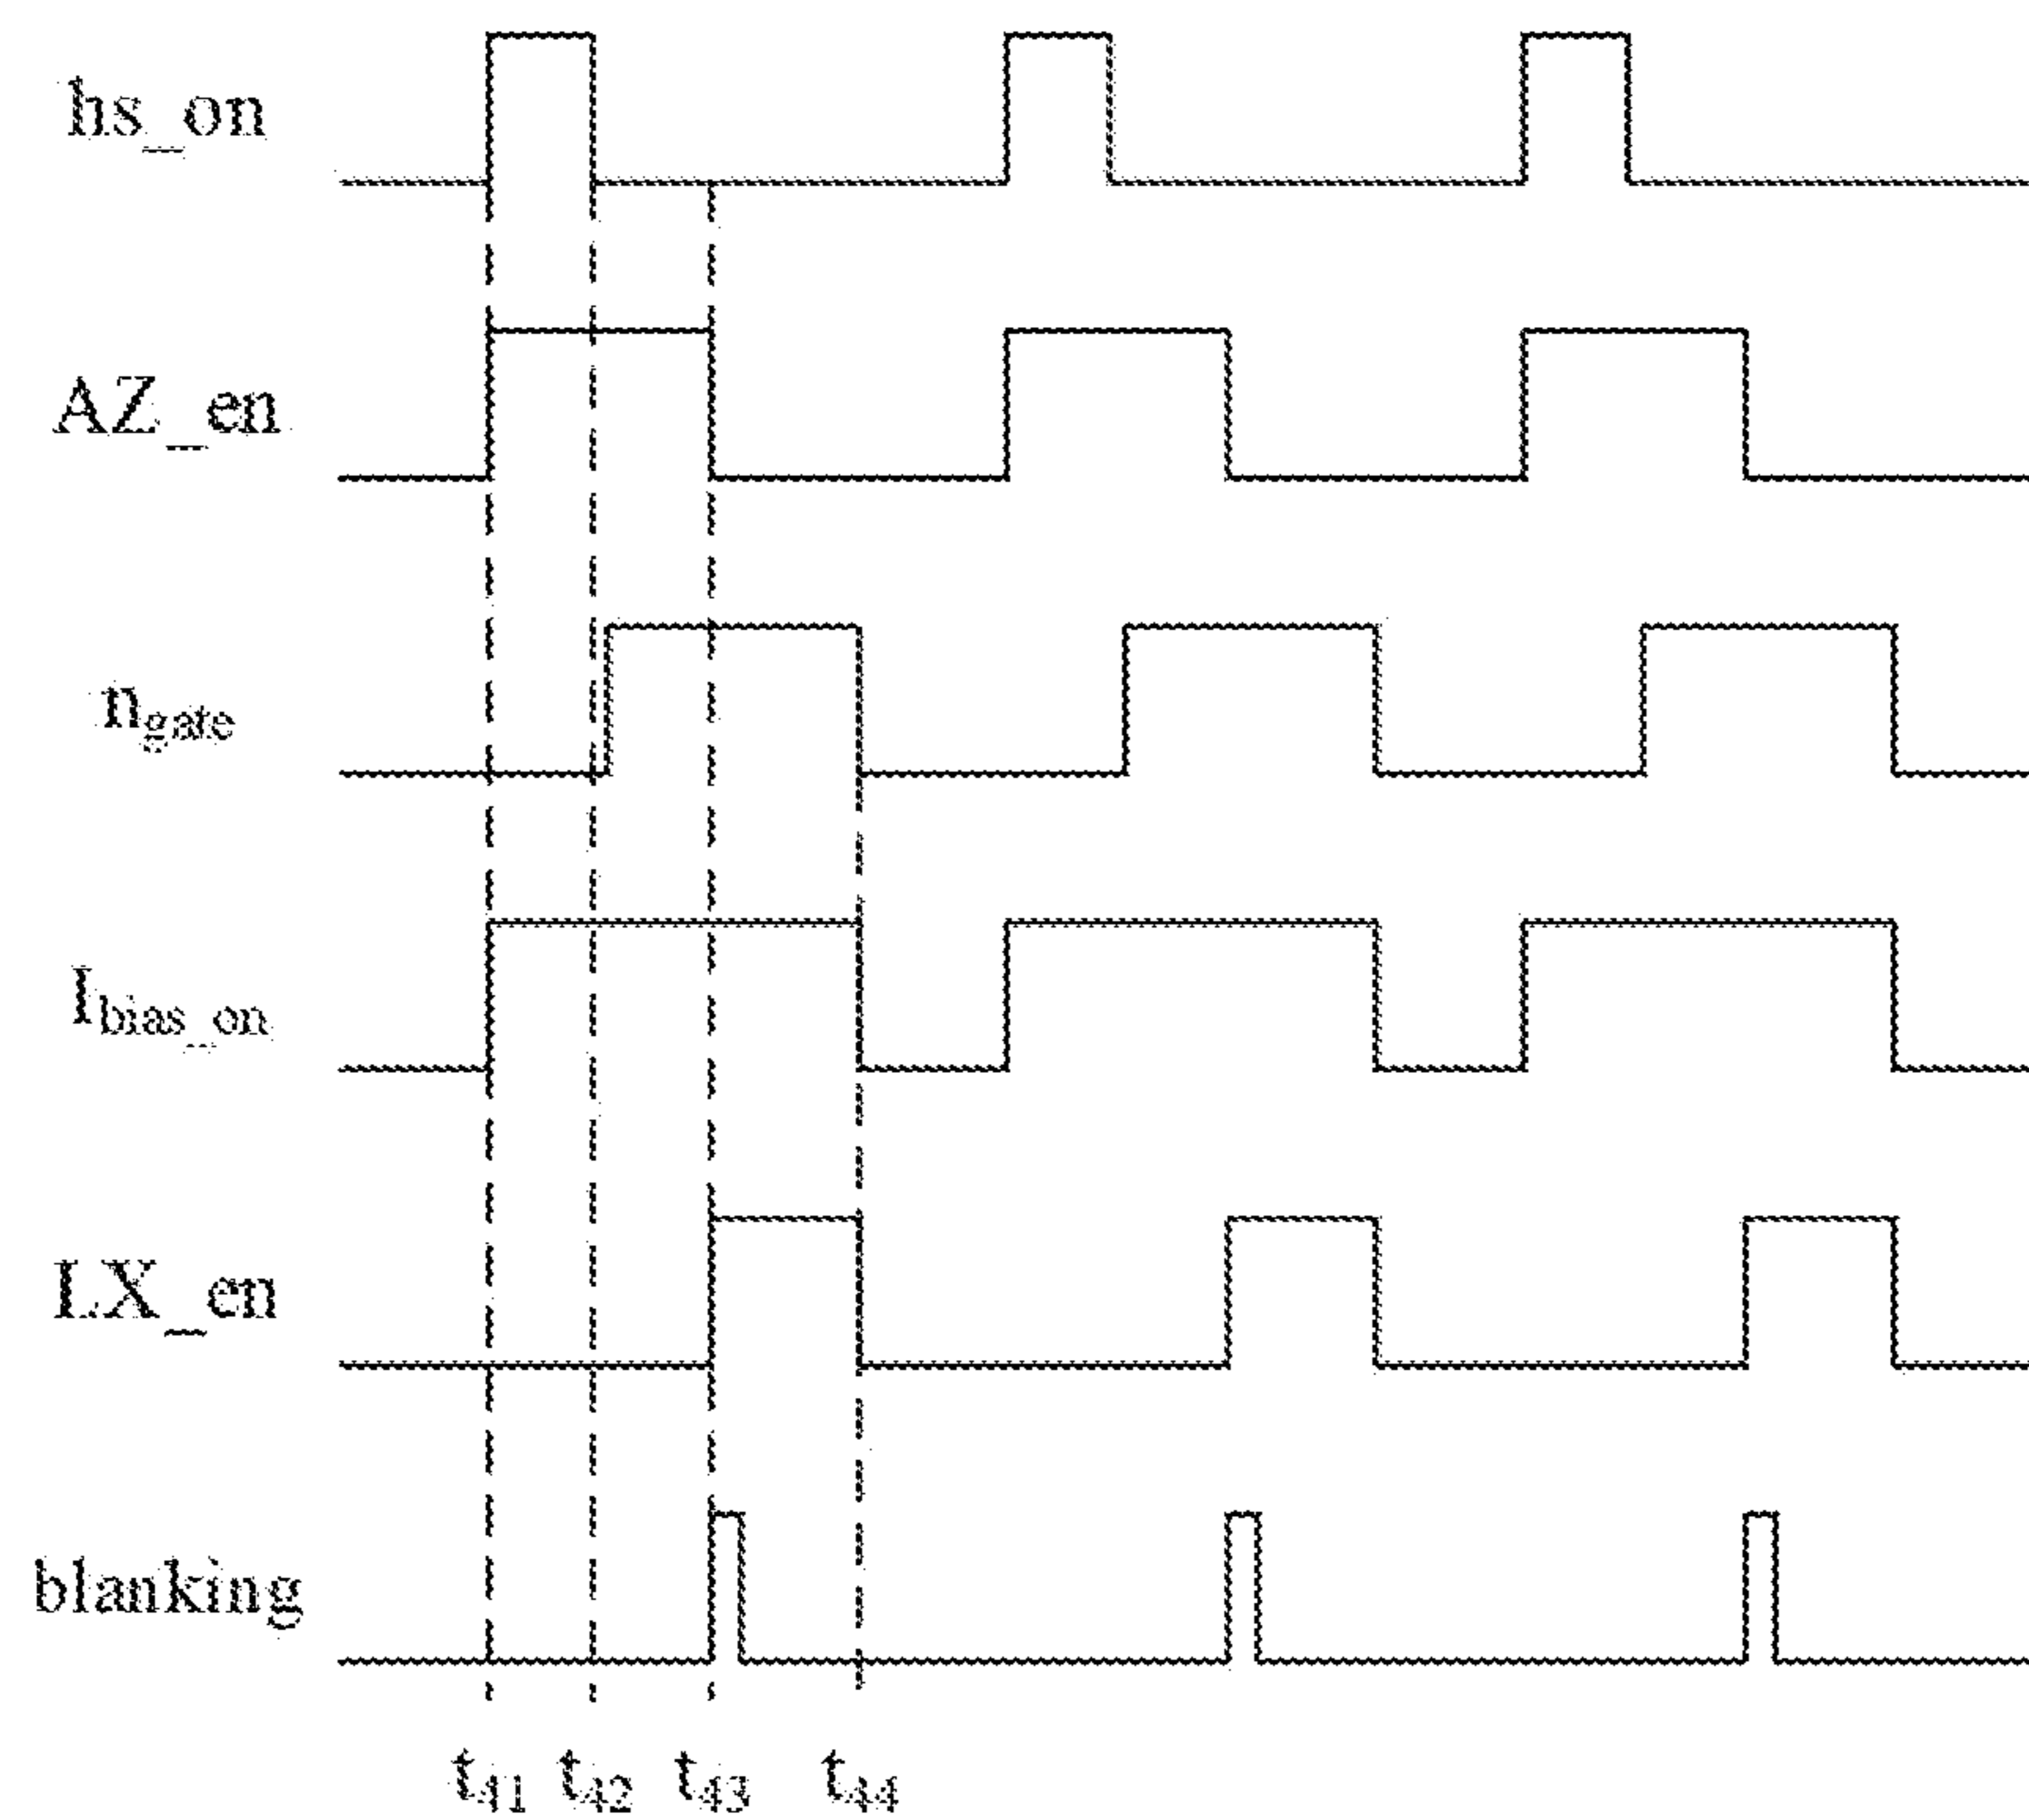 hs_on
AZ_en
ngate
Ibias_on
LX_en
blanking
t41 t42 t43 t44